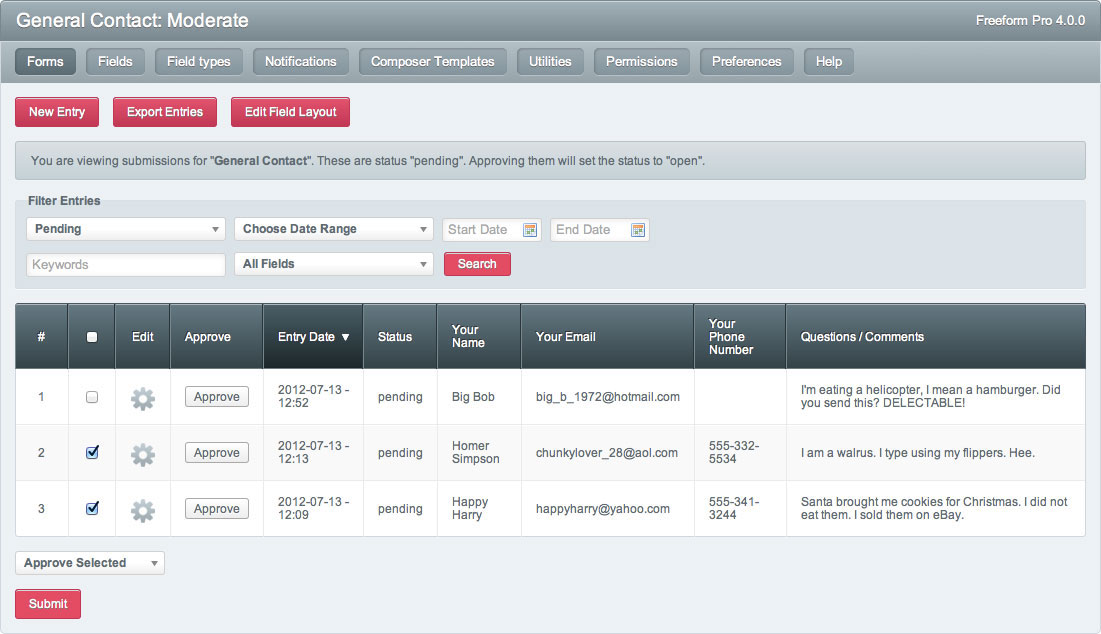 General Contact: Moderate
Freeform Pro 4.0.0
Forms
Fields
Field types
Notifications
Composer Templates
Utilities
Permissions
Preferences
Help
New Entry
Export Entries
Edit Field Layout
You are viewing submissions for "General Contact". These are status "pending". Approving them will set the status to "open".
Filter Entries
Pending
Choose Date Range
Start Date
End Date
Keywords
All Fields
Search
#
Edit
Approve
Entry Date ▼
Status
Your
Name
Your Email
Your
Phone
Number
Questions / Comments
1
Approve
2012-07-13 -
12:52
pending
Big Bob
big_b_1972@hotmail.com
I'm eating a helicopter, I mean a hamburger. Did
you send this? DELECTABLE!
2
Approve
2012-07-13 -
12:13
pending
Homer
Simpson
chunkylover_28@aol.com
555-332-
5534
I am a walrus. I type using my flippers. Hee.
3
Approve
2012-07-13 -
12:09
pending
Happy
Harry
happyharry@yahoo.com
555-341-
3244
Santa brought me cookies for Christmas. I did not
eat them. I sold them on eBay.
Approve Selected
Submit